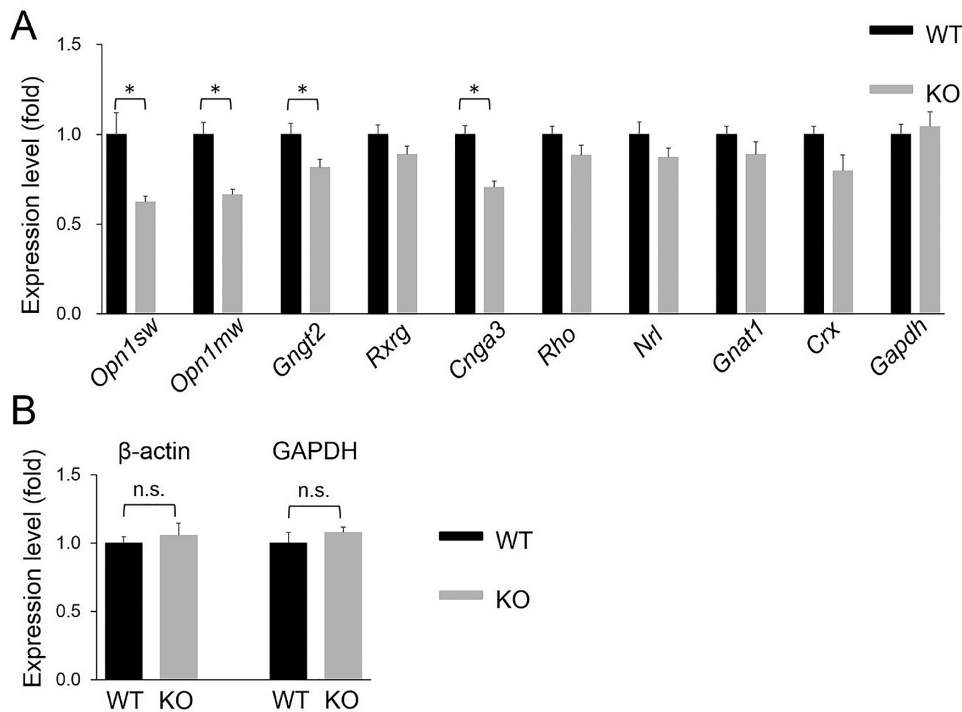 A
WT
KO
Expression level (fold)
1.5
1.0
0.5
0.0
* * * *
Opn1sw Opn1mw Gngt2 Rxrg Cnga3 Rho Nrl Gnat1 Crx Gapdh
B
β-actin GAPDH
Expression level (fold)
1.5
1.0
0.5
0.0
n.s. n.s.
WT KO WT KO
WT
KO